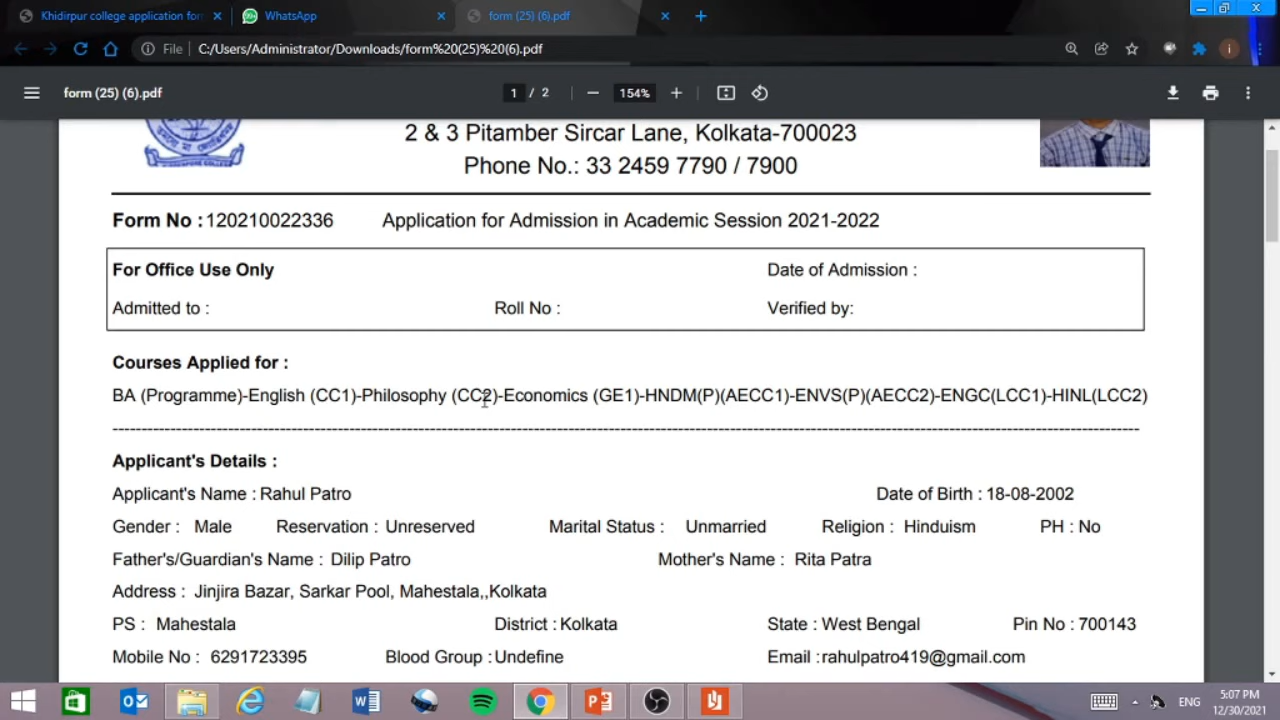 Khidirpur college application for
WhatsApp
form (25) (6).pdf
File C:/Users/Administrator/Downloads/form%20(25)%20(6).pdf
form (25) (6).pdf
1 / 2
154%
2 & 3 Pitamber Sircar Lane, Kolkata-700023
Phone No.: 33 2459 7790 / 7900
Form No : 120210022336 Application for Admission in Academic Session 2021-2022
For Office Use Only Date of Admission :
Admitted to : Roll No : Verified by:
Courses Applied for :
BA (Programme)-English (CC1)-Philosophy (CC2)-Economics (GE1)-HNDM(P)(AECC1)-ENVS(P)(AECC2)-ENGC(LCC1)-HINL(LCC2)
Applicant's Details :
Applicant's Name : Rahul Patro Date of Birth : 18-08-2002
Gender : Male Reservation : Unreserved Marital Status : Unmarried Religion : Hinduism PH : No
Father's/Guardian's Name : Dilip Patro Mother's Name : Rita Patra
Address : Jinjira Bazar, Sarkar Pool, Mahestala,,Kolkata
PS : Mahestala District : Kolkata State : West Bengal Pin No : 700143
Mobile No : 6291723395 Blood Group : Undefine Email : rahulpatro419@gmail.com
ENG
5:07 PM
12/30/2021